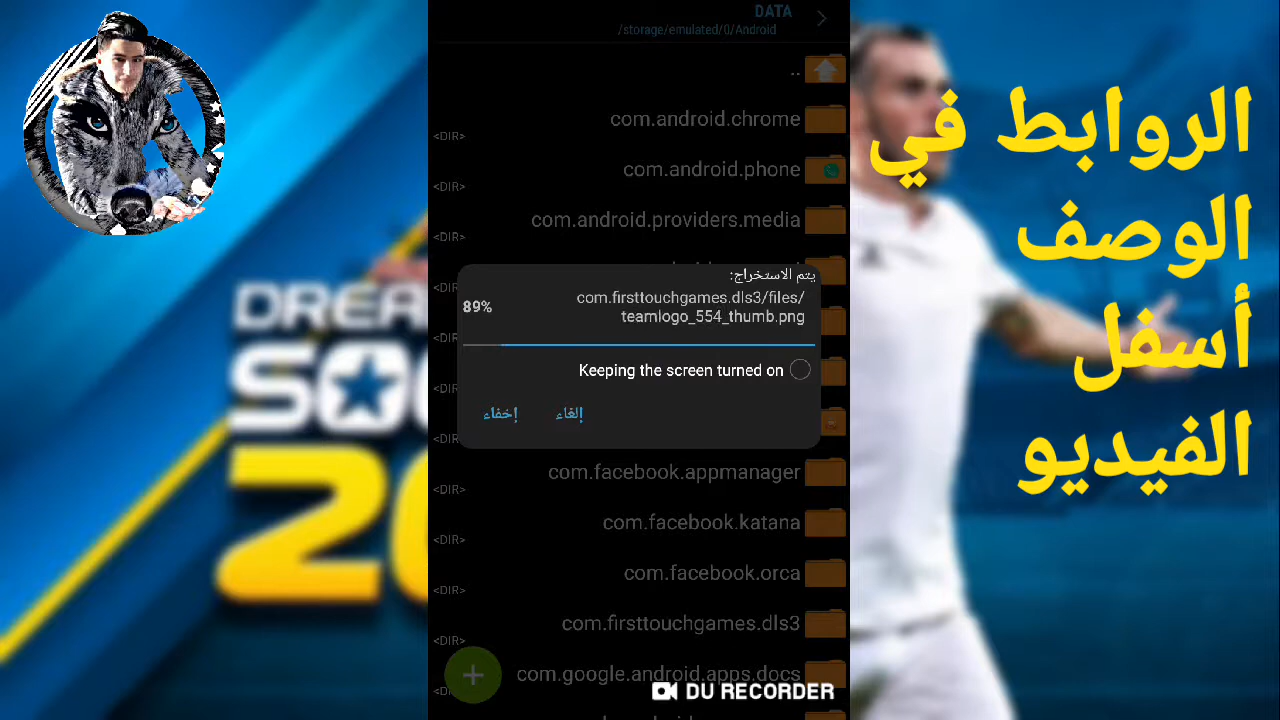 DATA
/storage/emulated/0/Android
..
com.android.chrome
<DIR>
com.android.phone
<DIR>
com.android.providers.media
<DIR>
يتم الاستخراج:
com.firsttouchgames.dls3/files/
89%
teamlogo_554_thumb.png
Keeping the screen turned on
إلغاء
إخفاء
com.facebook.appmanager
<DIR>
com.facebook.katana
<DIR>
com.facebook.orca
<DIR>
com.firsttouchgames.dls3
<DIR>
com.google.android.apps.docs
DU RECORDER
الروابط في
الوصف
أسفل
الفيديو